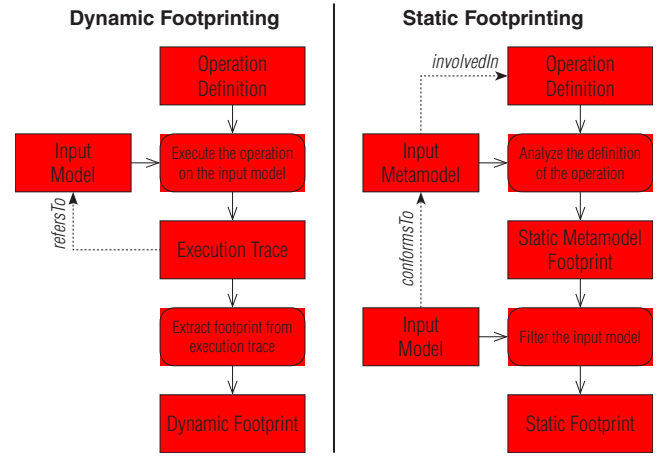 Dynamic Footprinting
Operation
Definition
Input
Model
Execute the operation
on the input model
refersTo
Execution Trace
Extract footprint from
execution trace
Dynamic Footprint
Static Footprinting
involvedIn
Operation
Definition
Input
Metamodel
Analyze the definition
of the operation
conformsTo
Static Metamodel
Footprint
Input
Model
Filter the input model
Static Footprint